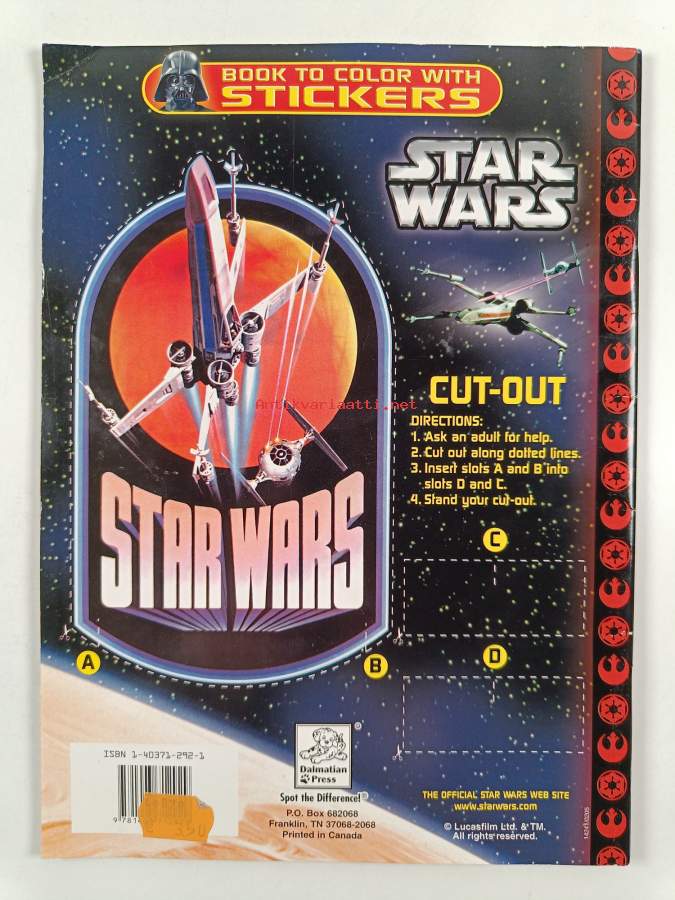 BOOK TO COLOR WITH
STICKERS
STAR
WARS
Antikvariaatti.net
CUT-OUT
DIRECTIONS:
1. Ask an adult for help.
2. Cut out along dotted lines.
3. Insert slots A and B into
slots D and C.
4. Stand your cut-out.
STAR WARS
C
A
B
D
ISBN 1-40371-292-1
Dalmatian
Press
®
Spot the Difference!
P.O. Box 682068
Franklin, TN 37068-2068
Printed in Canada
THE OFFICIAL STAR WARS WEB SITE
www.starwars.com
© Lucasfilm Ltd. & TM.
All rights reserved.